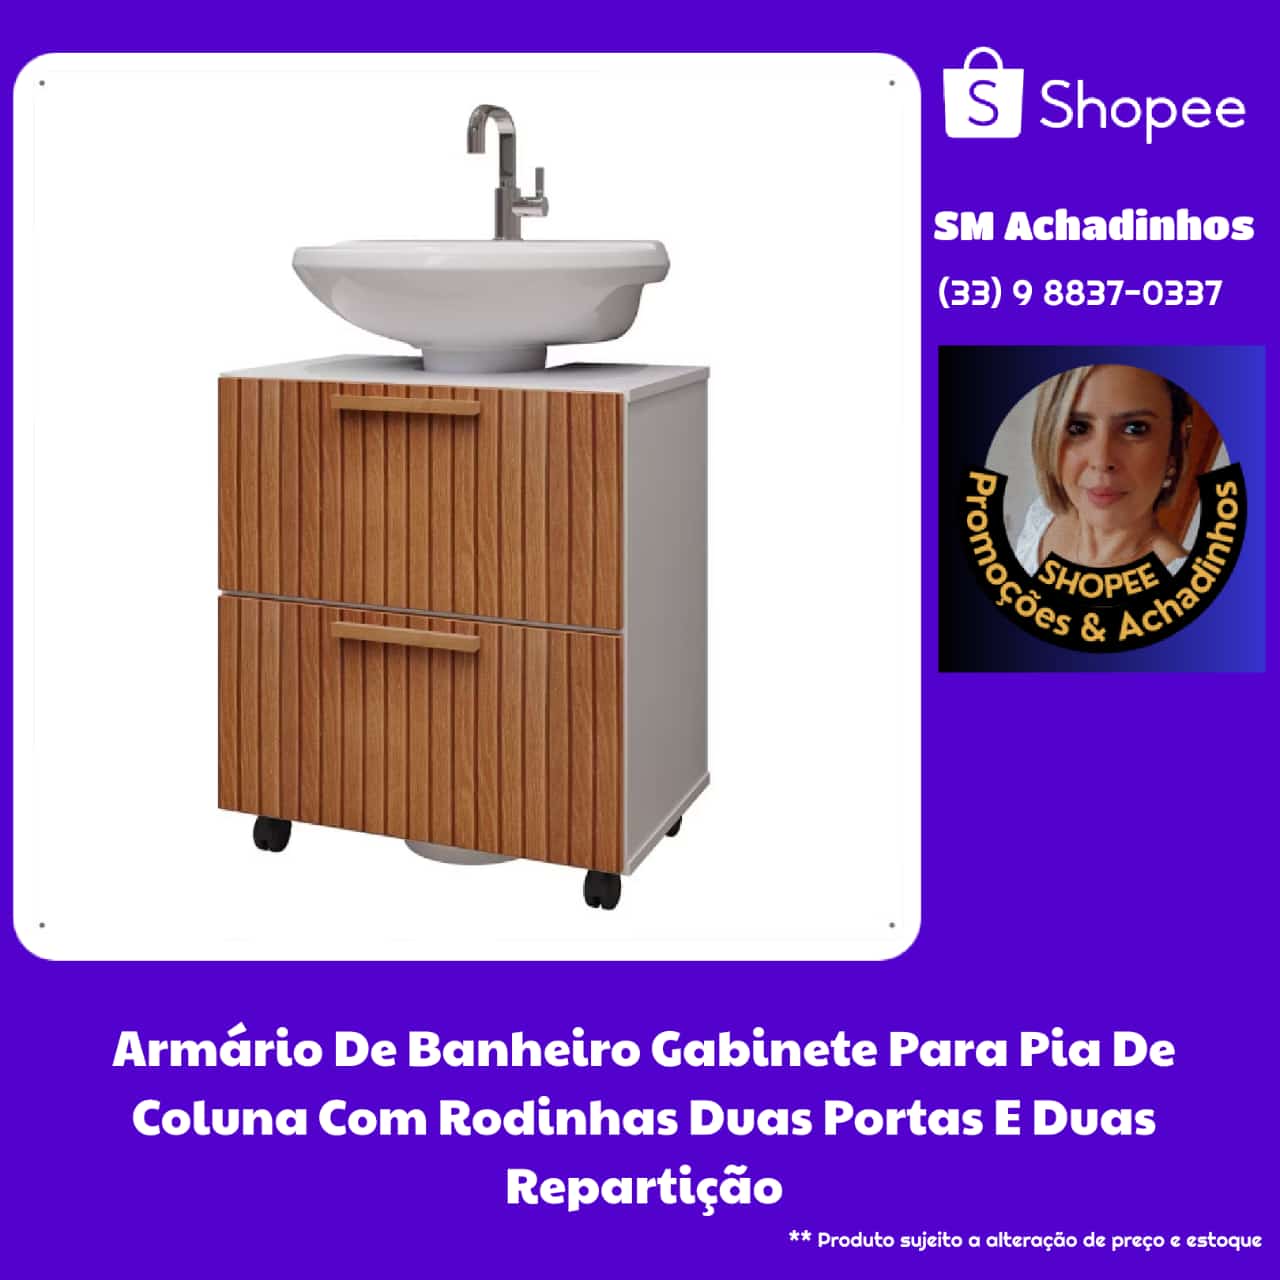 S Shopee
SM Achadinhos
(33) 9 8837-0337
SHOPEE
Promoções & Achadinhos
Armário De Banheiro Gabinete Para Pia De
Coluna Com Rodinhas Duas Portas E Duas
Repartição
** Produto sujeito a alteração de preço e estoque